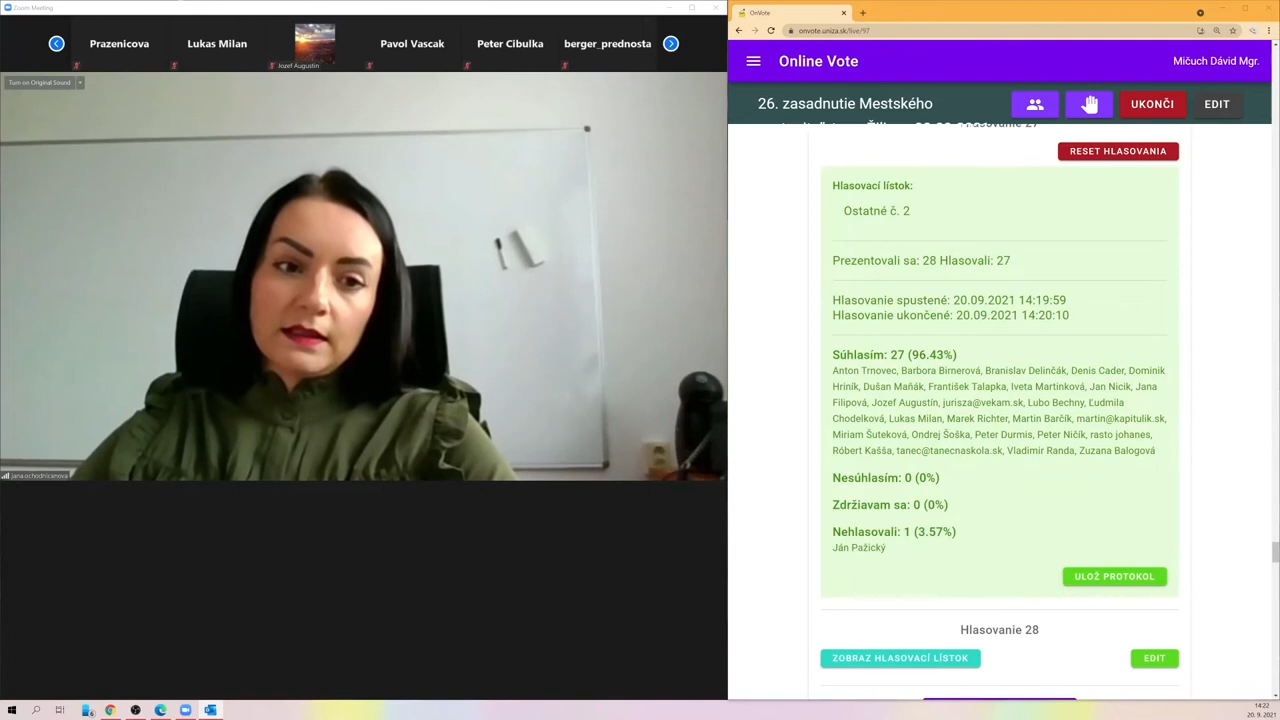 Zoom Meeting
Prazenicova
Lukas Milan
Jozef Augustin
Pavol Vascak
Peter Cibulka
berger_prednosta
Turn on Original Sound
jana.ochodnicanova
OnVote
onvote.uniza.sk/live/97
Online Vote
Mičuch Dávid Mgr.
26. zasadnutie Mestského
UKONČI
EDIT
Hlasovanie 27
RESET HLASOVANIA
Hlasovací lístok:
Ostatné č. 2
Prezentovali sa: 28 Hlasovali: 27
Hlasovanie spustené: 20.09.2021 14:19:59
Hlasovanie ukončené: 20.09.2021 14:20:10
Súhlasím: 27 (96.43%)
Anton Trnovec, Barbora Birnerová, Branislav Delinčák, Denis Cader, Dominik
Hriník, Dušan Maňák, František Talapka, Iveta Martinková, Jan Nicik, Jana
Filipová, Jozef Augustín, jurisza@vekam.sk, Lubo Bechny, Ľudmila
Chodelková, Lukas Milan, Marek Richter, Martin Barčík, martin@kapitulik.sk,
Miriam Šuteková, Ondrej Šoška, Peter Durmis, Peter Ničík, rasto johanes,
Róbert Kašša, tanec@tanecnaskola.sk, Vladimir Randa, Zuzana Balogová
Nesúhlasím: 0 (0%)
Zdržiavam sa: 0 (0%)
Nehlasovali: 1 (3.57%)
Ján Pažický
ULOŽ PROTOKOL
Hlasovanie 28
ZOBRAZ HLASOVACÍ LÍSTOK
EDIT
14:22
20. 9. 2021